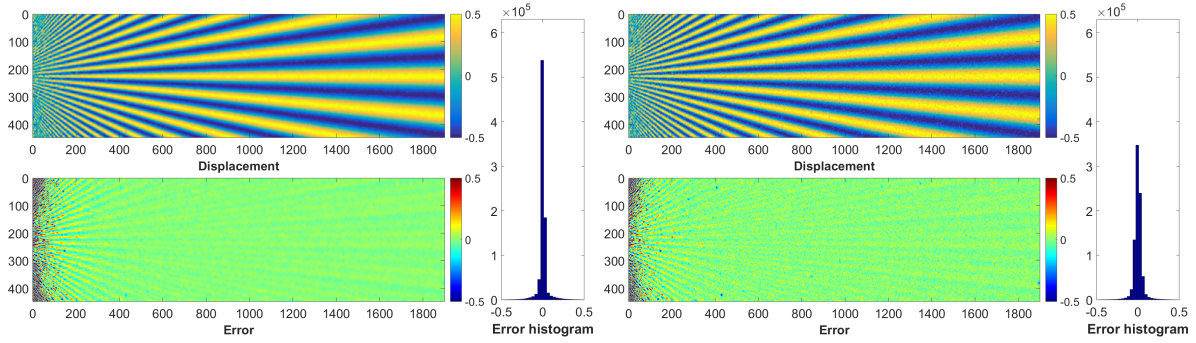 ×10⁵ ×10⁵
0 0.5 6 0 0.5 6
100 100
200 0 5 200 0 5
300 300
400 -0.5 4 400 -0.5 4
0 200 400 600 800 1000 1200 1400 1600 1800 0 200 400 600 800 1000 1200 1400 1600 1800
Displacement Displacement
0 0.5 3 0 0.5 3
100 100
200 0 2 200 0 2
300 1 300 1
400 -0.5 0 400 -0.5 0
0 200 400 600 800 1000 1200 1400 1600 1800 -0.5 0 0.5 0 200 400 600 800 1000 1200 1400 1600 1800 -0.5 0 0.5
Error Error histogram Error Error histogram